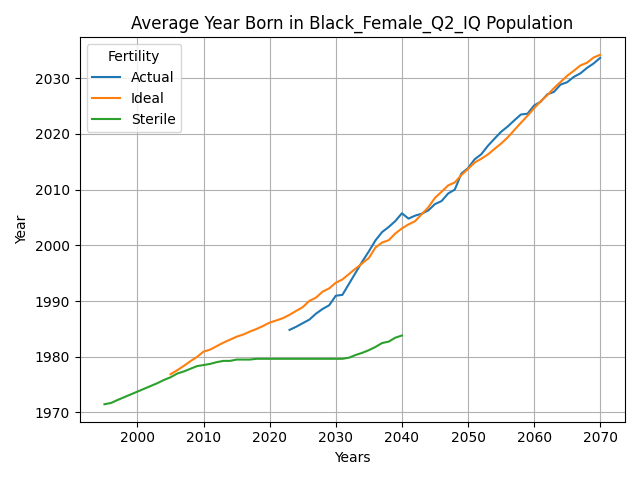 Average Year Born in Black_Female_Q2_IQ Population
Fertility
Actual
Ideal
Sterile
Year
2030
2020
2010
2000
1990
1980
1970
2000 2010 2020 2030 2040 2050 2060 2070
Years